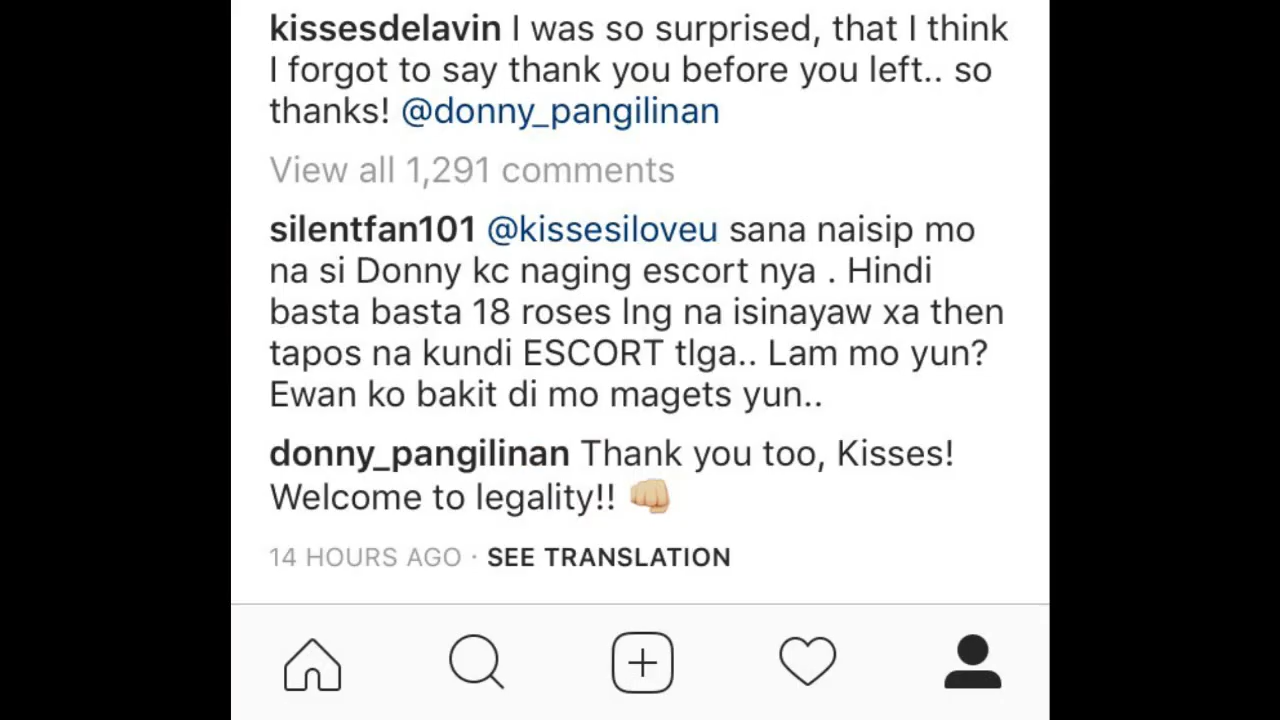 kissesdelavin I was so surprised, that I think
I forgot to say thank you before you left.. so
thanks! @donny_pangilinan
View all 1,291 comments
silentfan101 @kissesiloveu sana naisip mo
na si Donny kc naging escort nya . Hindi
basta basta 18 roses lng na isinayaw xa then
tapos na kundi ESCORT tlga.. Lam mo yun?
Ewan ko bakit di mo magets yun..
donny_pangilinan Thank you too, Kisses!
Welcome to legality!! 👊🏼
14 HOURS AGO · SEE TRANSLATION